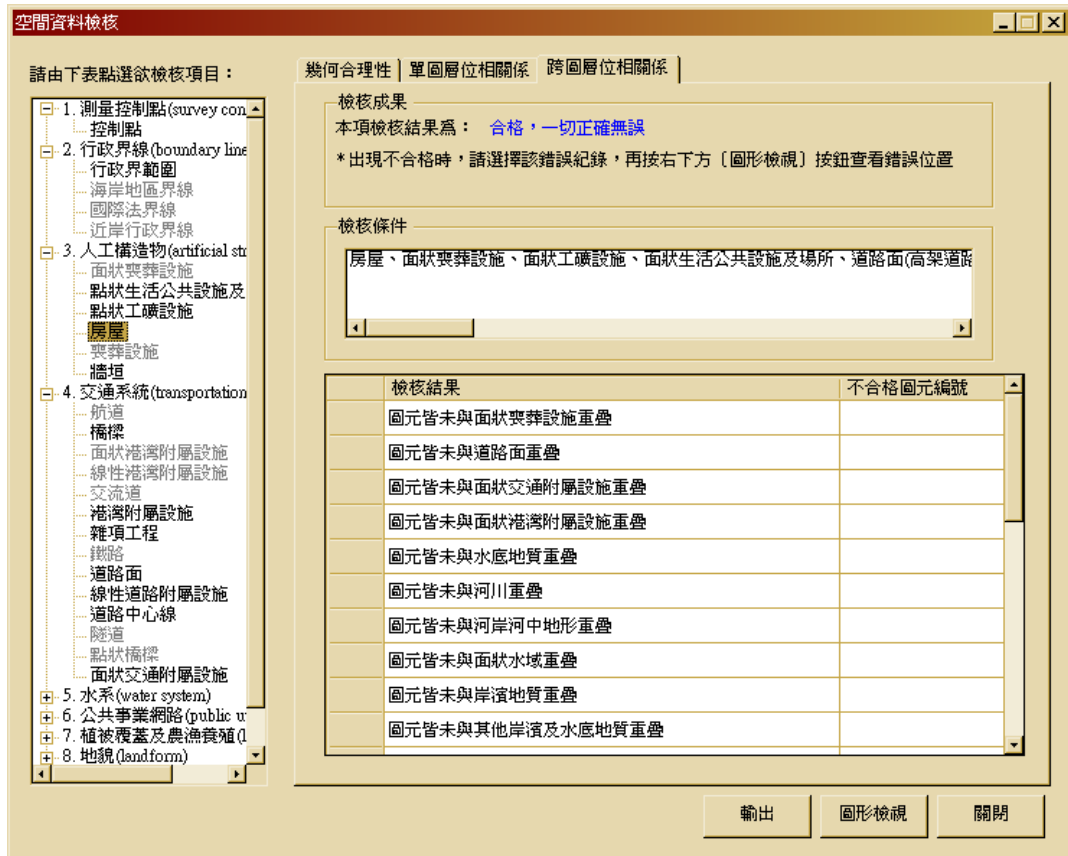 空間資料檢核
請由下表點選欲檢核項目：
1. 測量控制點(survey con
控制點
2. 行政界線(boundary line
行政界範圍
海岸地區界線
國際法界線
近岸行政界線
3. 人工構造物(artificial str
面狀喪葬設施
點狀生活公共設施及
點狀工礦設施
房屋
喪葬設施
牆垣
4. 交通系統(transportation
航道
橋樑
面狀港灣附屬設施
線性港灣附屬設施
交流道
港灣附屬設施
雜項工程
鐵路
道路面
線性道路附屬設施
道路中心線
隧道
點狀橋樑
面狀交通附屬設施
5. 水系(water system)
6. 公共事業網路(public u
7. 植被覆蓋及農漁養殖(l
8. 地貌(landform)
幾何合理性 單圖層位相關係 跨圖層位相關係
檢核成果
本項檢核結果為： 合格，一切正確無誤
*出現不合格時，請選擇該錯誤紀錄，再按右下方〔圖形檢視〕按鈕查看錯誤位置
檢核條件
房屋、面狀喪葬設施、面狀工礦設施、面狀生活公共設施及場所、道路面(高架道路
檢核結果 不合格圖元編號
圖元皆未與面狀喪葬設施重疊
圖元皆未與道路面重疊
圖元皆未與面狀交通附屬設施重疊
圖元皆未與面狀港灣附屬設施重疊
圖元皆未與水底地質重疊
圖元皆未與河川重疊
圖元皆未與河岸河中地形重疊
圖元皆未與面狀水域重疊
圖元皆未與岸濱地質重疊
圖元皆未與其他岸濱及水底地質重疊
輸出 圖形檢視 關閉